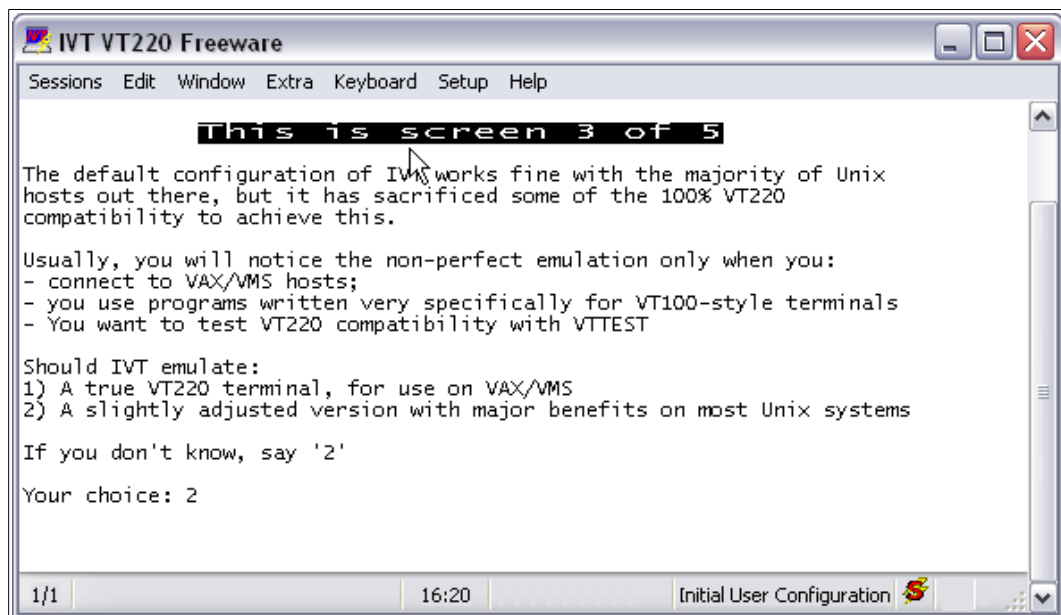 IVT VT220 Freeware
Sessions Edit Window Extra Keyboard Setup Help
This is screen 3 of 5
The default configuration of IVT works fine with the majority of Unix
hosts out there, but it has sacrificed some of the 100% VT220
compatibility to achieve this.
Usually, you will notice the non-perfect emulation only when you:
- connect to VAX/VMS hosts;
- you use programs written very specifically for VT100-style terminals
- You want to test VT220 compatibility with VTTEST
Should IVT emulate:
1) A true VT220 terminal, for use on VAX/VMS
2) A slightly adjusted version with major benefits on most Unix systems
If you don't know, say '2'
Your choice: 2
1/1 16:20 Initial User Configuration